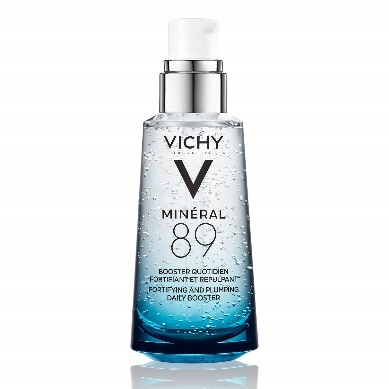 VICHY
V
MINÉRAL
89
BOOSTER QUOTIDIEN
FORTIFIANT ET REPULPANT
FORTIFYING AND PLUMPING
DAILY BOOSTER